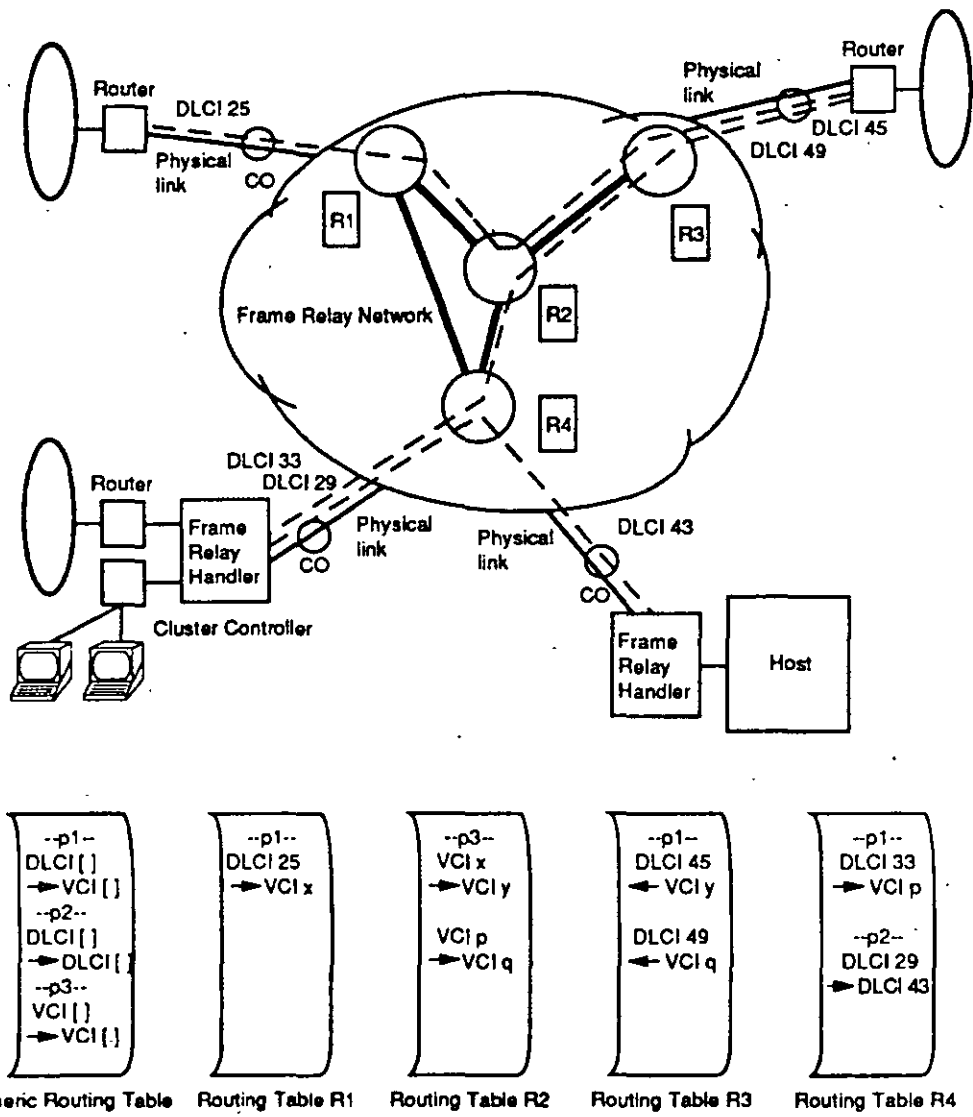 Router
DLCI 25
Physical
link
CO
Physical
link
Router
DLCI 45
DLCI 49
R1
R3
Frame Relay Network
R2
R4
DLCI 33
DLCI 29
Router
Frame
Relay
Handler
Physical
link
CO
Cluster Controller
Physical
link
DLCI 43
CO
Frame
Relay
Handler
Host
--p1--
DLCI [ ]
→ VCI [ ]
--p2--
DLCI [ ]
→ DLCI [ ]
--p3--
VCI [ ]
→ VCI [.]
eric Routing Table
--p1--
DLCI 25
→ VCI x
Routing Table R1
--p3--
VCI x
→ VCI y
VCI p
→ VCI q
Routing Table R2
--p1--
DLCI 45
← VCI y
DLCI 49
← VCI q
Routing Table R3
--p1--
DLCI 33
→ VCI p
--p2--
DLCI 29
→ DLCI 43
Routing Table R4